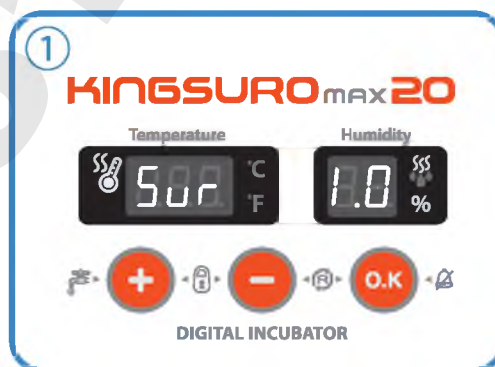 1
KINGSURO max 20
Temperature Humidity
Sur °C °F 1.0 %
+ - R O.K
DIGITAL INCUBATOR